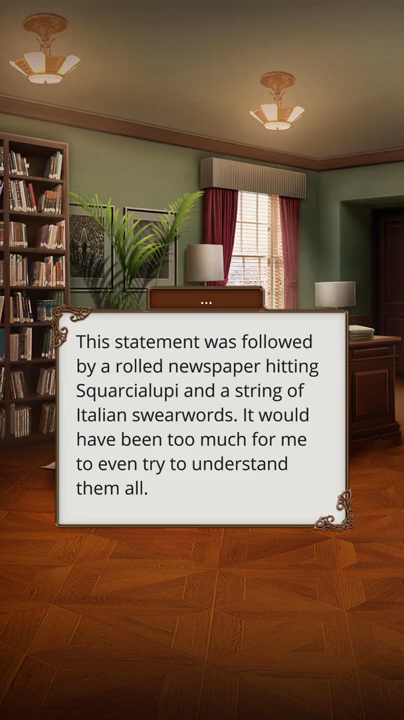 ...
This statement was followed
by a rolled newspaper hitting
Squarcialupi and a string of
Italian swearwords. It would
have been too much for me
to even try to understand
them all.